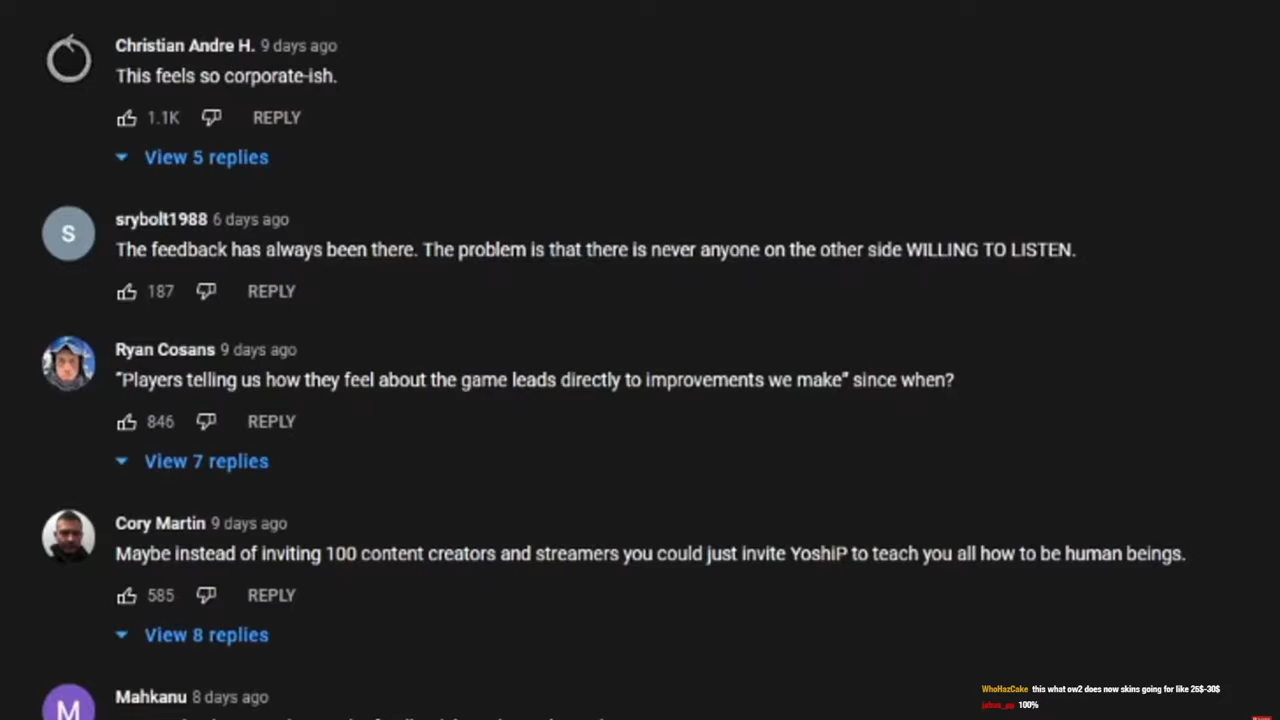 Christian Andre H. 9 days ago
This feels so corporate-ish.
1.1K REPLY
View 5 replies
S
srybolt1988 6 days ago
The feedback has always been there. The problem is that there is never anyone on the other side WILLING TO LISTEN.
187 REPLY
Ryan Cosans 9 days ago
“Players telling us how they feel about the game leads directly to improvements we make” since when?
846 REPLY
View 7 replies
Cory Martin 9 days ago
Maybe instead of inviting 100 content creators and streamers you could just invite YoshiP to teach you all how to be human beings.
585 REPLY
View 8 replies
M
Mahkanu 8 days ago
WhoHazCake this what ow2 does now skins going for like 26$-30$
100%